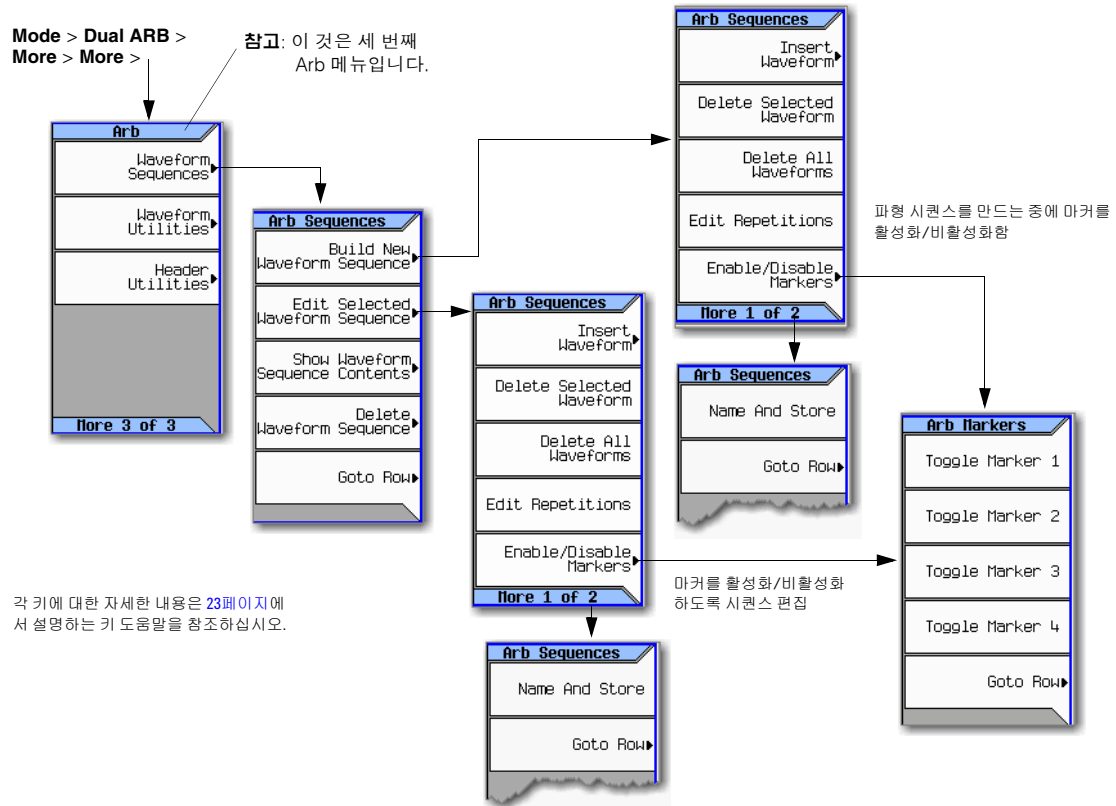 Mode > Dual ARB >
More > More >
참고: 이 것은 세 번째
Arb 메뉴입니다.
Arb
Waveform
Sequences
Waveform
Utilities
Header
Utilities
More 3 of 3
Arb Sequences
Build New
Waveform Sequence
Edit Selected
Waveform Sequence
Show Waveform
Sequence Contents
Delete
Waveform Sequence
Goto Row
Arb Sequences
Insert
Waveform
Delete Selected
Waveform
Delete All
Waveforms
Edit Repetitions
Enable/Disable
Markers
More 1 of 2
Arb Sequences
Name And Store
Goto Row
Arb Sequences
Insert
Waveform
Delete Selected
Waveform
Delete All
Waveforms
Edit Repetitions
Enable/Disable
Markers
More 1 of 2
Arb Sequences
Name And Store
Goto Row
파형 시퀀스를 만드는 중에 마커를
활성화/비활성화함
마커를 활성화/비활성화
하도록 시퀀스 편집
Arb Markers
Toggle Marker 1
Toggle Marker 2
Toggle Marker 3
Toggle Marker 4
Goto Row
각 키에 대한 자세한 내용은 23페이지에
서 설명하는 키 도움말을 참조하십시오.